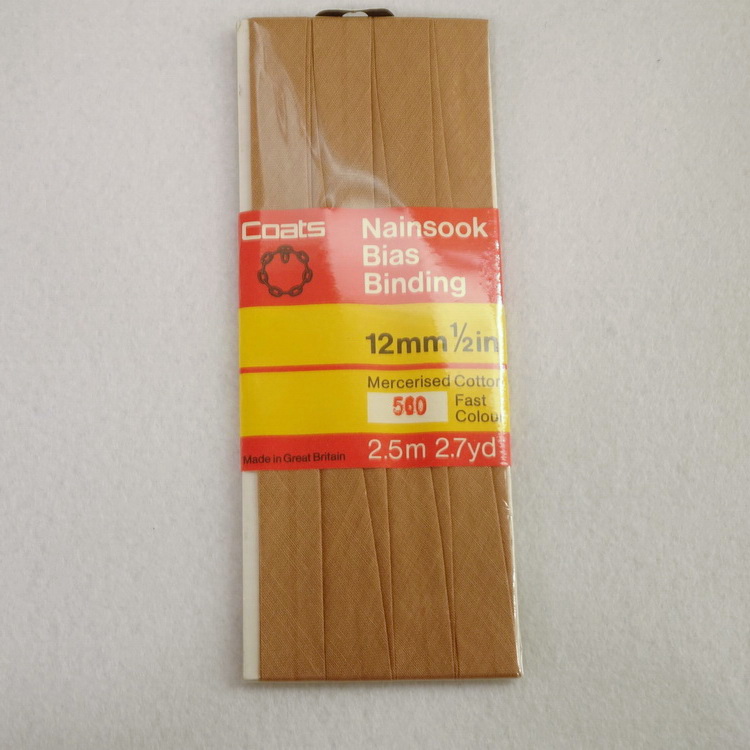 Coats
Nainsook
Bias
Binding
12mm ½in
Mercerised Cotton
560
Fast
Colour
2.5m 2.7yd
Made in Great Britain